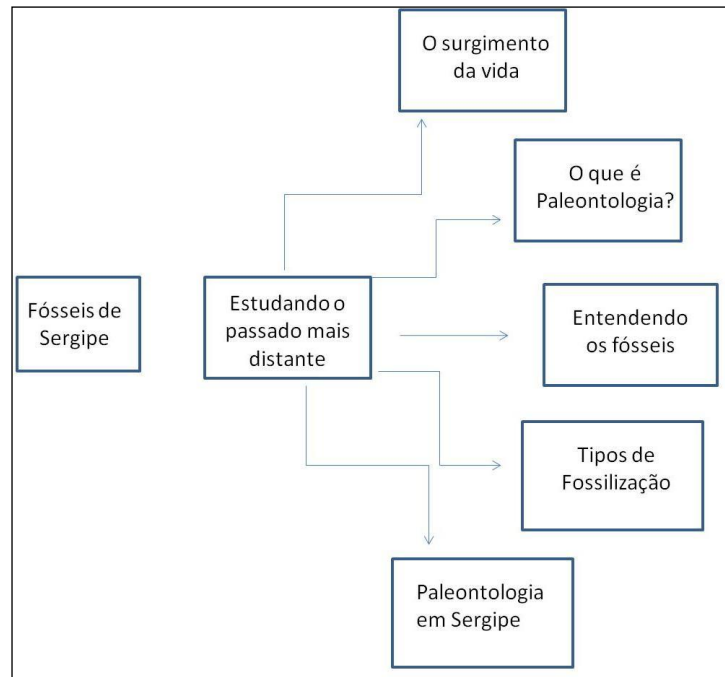 O surgimento
da vida
O que é
Paleontologia?
Fósseis de
Sergipe
Estudando o
passado mais
distante
Entendendo
os fósseis
Tipos de
Fossilização
Paleontologia
em Sergipe